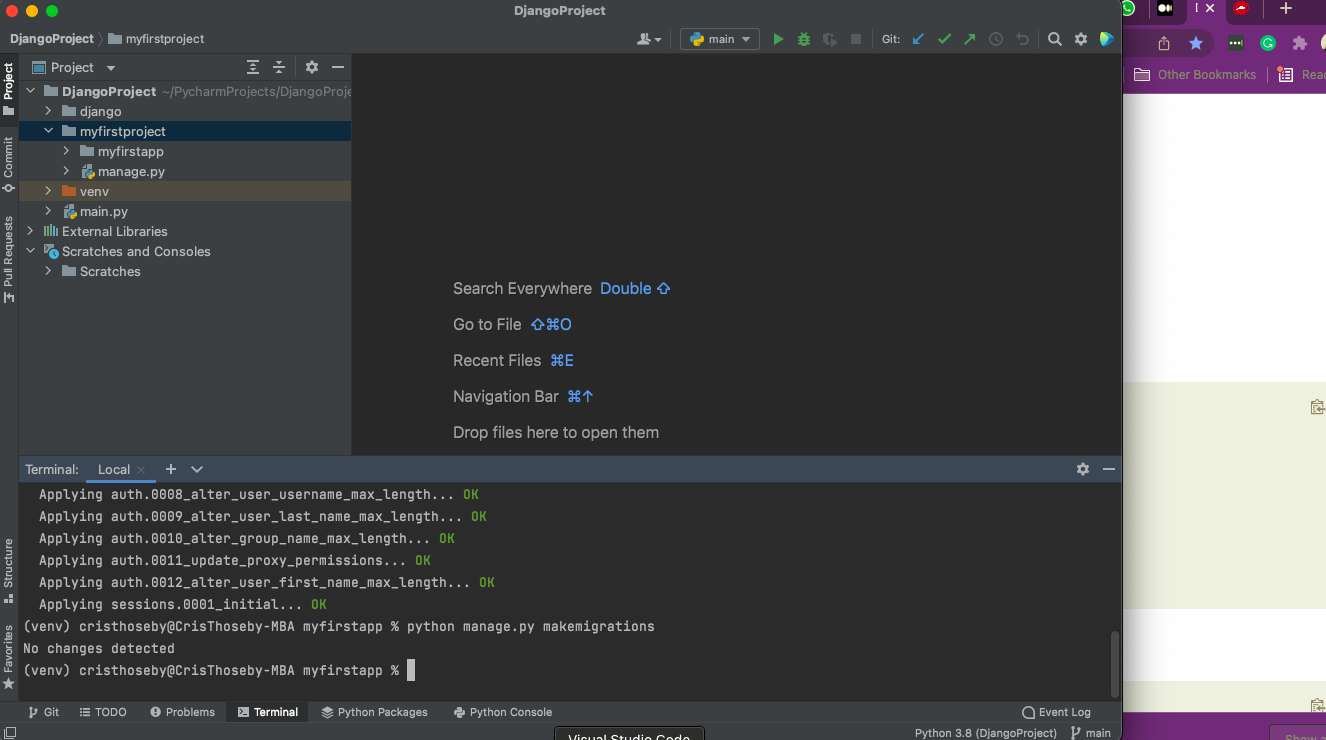 DjangoProject
DjangoProject myfirstproject
main
Git:
Project
DjangoProject ~/PycharmProjects/DjangoProje
django
myfirstproject
myfirstapp
manage.py
venv
main.py
External Libraries
Scratches and Consoles
Scratches
Project
Commit
Pull Requests
Structure
Favorites
Search Everywhere Double ⇧
Go to File ⇧⌘O
Recent Files ⌘E
Navigation Bar ⌘↑
Drop files here to open them
Other Bookmarks
Read
Terminal: Local
Applying auth.0008_alter_user_username_max_length... OK
Applying auth.0009_alter_user_last_name_max_length... OK
Applying auth.0010_alter_group_name_max_length... OK
Applying auth.0011_update_proxy_permissions... OK
Applying auth.0012_alter_user_first_name_max_length... OK
Applying sessions.0001_initial... OK
(venv) cristhoseby@CrisThoseby-MBA myfirstapp % python manage.py makemigrations
No changes detected
(venv) cristhoseby@CrisThoseby-MBA myfirstapp %
Git TODO Problems Terminal Python Packages Python Console Event Log
Visual Studio Code
Python 3.8 (DjangoProject) main
Show a